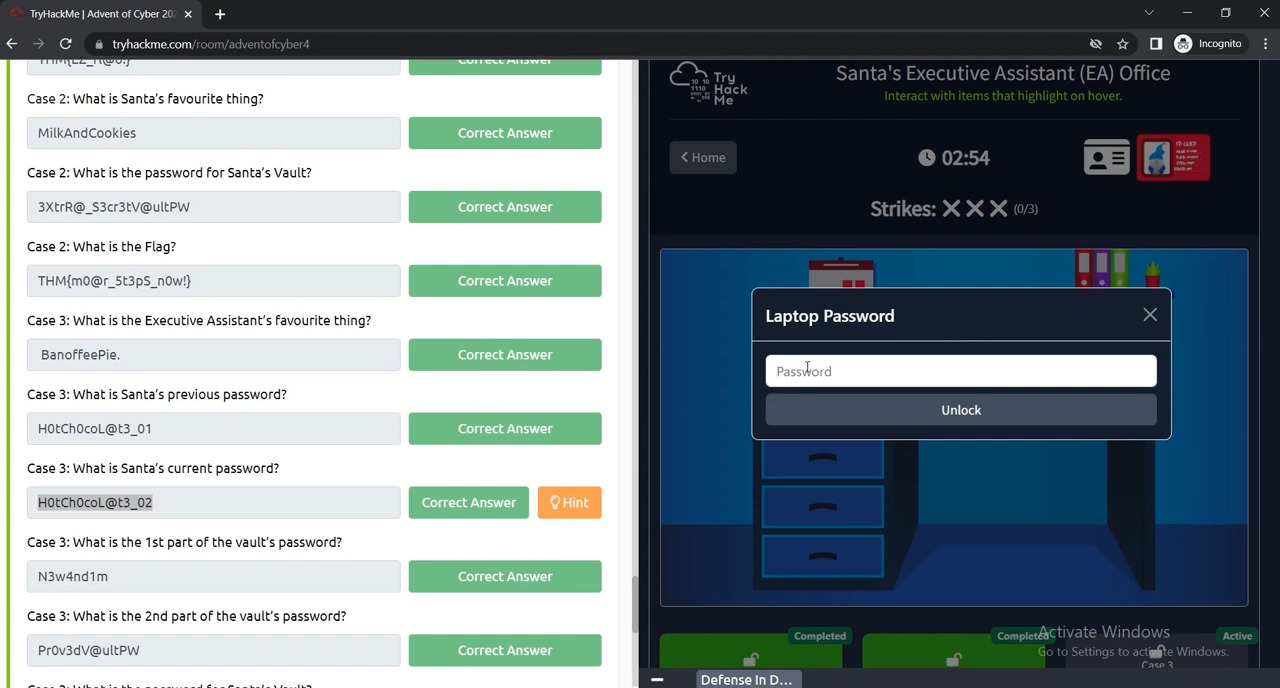 TryHackMe | Advent of Cyber 202
tryhackme.com/room/adventofcyber4
Incognito
Correct Answer
Case 2: What is Santa's favourite thing?
MilkAndCookies
Correct Answer
Case 2: What is the password for Santa's Vault?
3XtrR@_S3cr3tV@ultPW
Correct Answer
Case 2: What is the Flag?
THM{m0@r_5t3pS_n0w!}
Correct Answer
Case 3: What is the Executive Assistant's favourite thing?
BanoffeePie.
Correct Answer
Case 3: What is Santa's previous password?
H0tCh0coL@t3_01
Correct Answer
Case 3: What is Santa's current password?
H0tCh0coL@t3_02
Correct Answer
Hint
Case 3: What is the 1st part of the vault's password?
N3w4nd1m
Correct Answer
Case 3: What is the 2nd part of the vault's password?
Pr0v3dV@ultPW
Correct Answer
Try
Hack
Me
Santa's Executive Assistant (EA) Office
Interact with items that highlight on hover.
Home
02:54
Strikes: (0/3)
Laptop Password
Password
Unlock
Completed
Completed
Active
Case 3
Activate Windows
Go to Settings to activate Windows.
Defense In D...